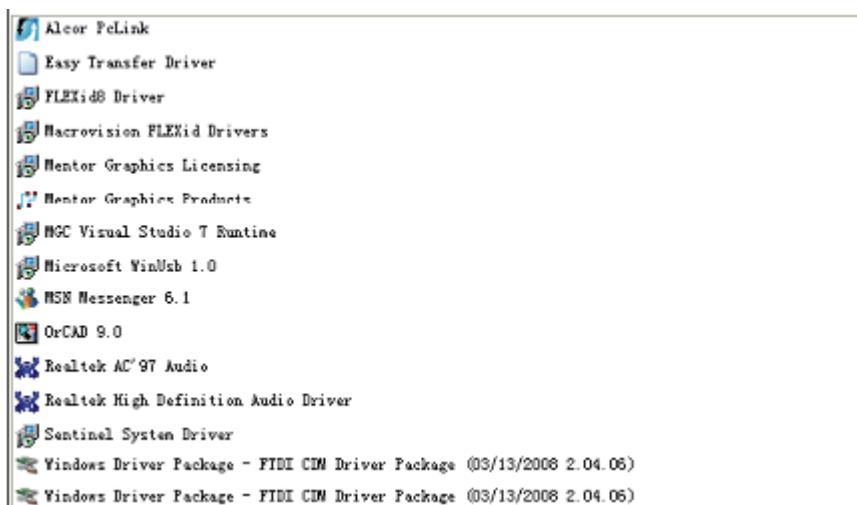 Alcor PcLink
Easy Transfer Driver
FLEXid8 Driver
Macrovision FLEXid Drivers
Mentor Graphics Licensing
Mentor Graphics Products
MGC Visual Studio 7 Runtime
Microsoft WinUsb 1.0
MSN Messenger 6.1
OrCAD 9.0
Realtek AC'97 Audio
Realtek High Definition Audio Driver
Sentinel System Driver
Windows Driver Package - FTDI CDM Driver Package (03/13/2008 2.04.06)
Windows Driver Package - FTDI CDM Driver Package (03/13/2008 2.04.06)